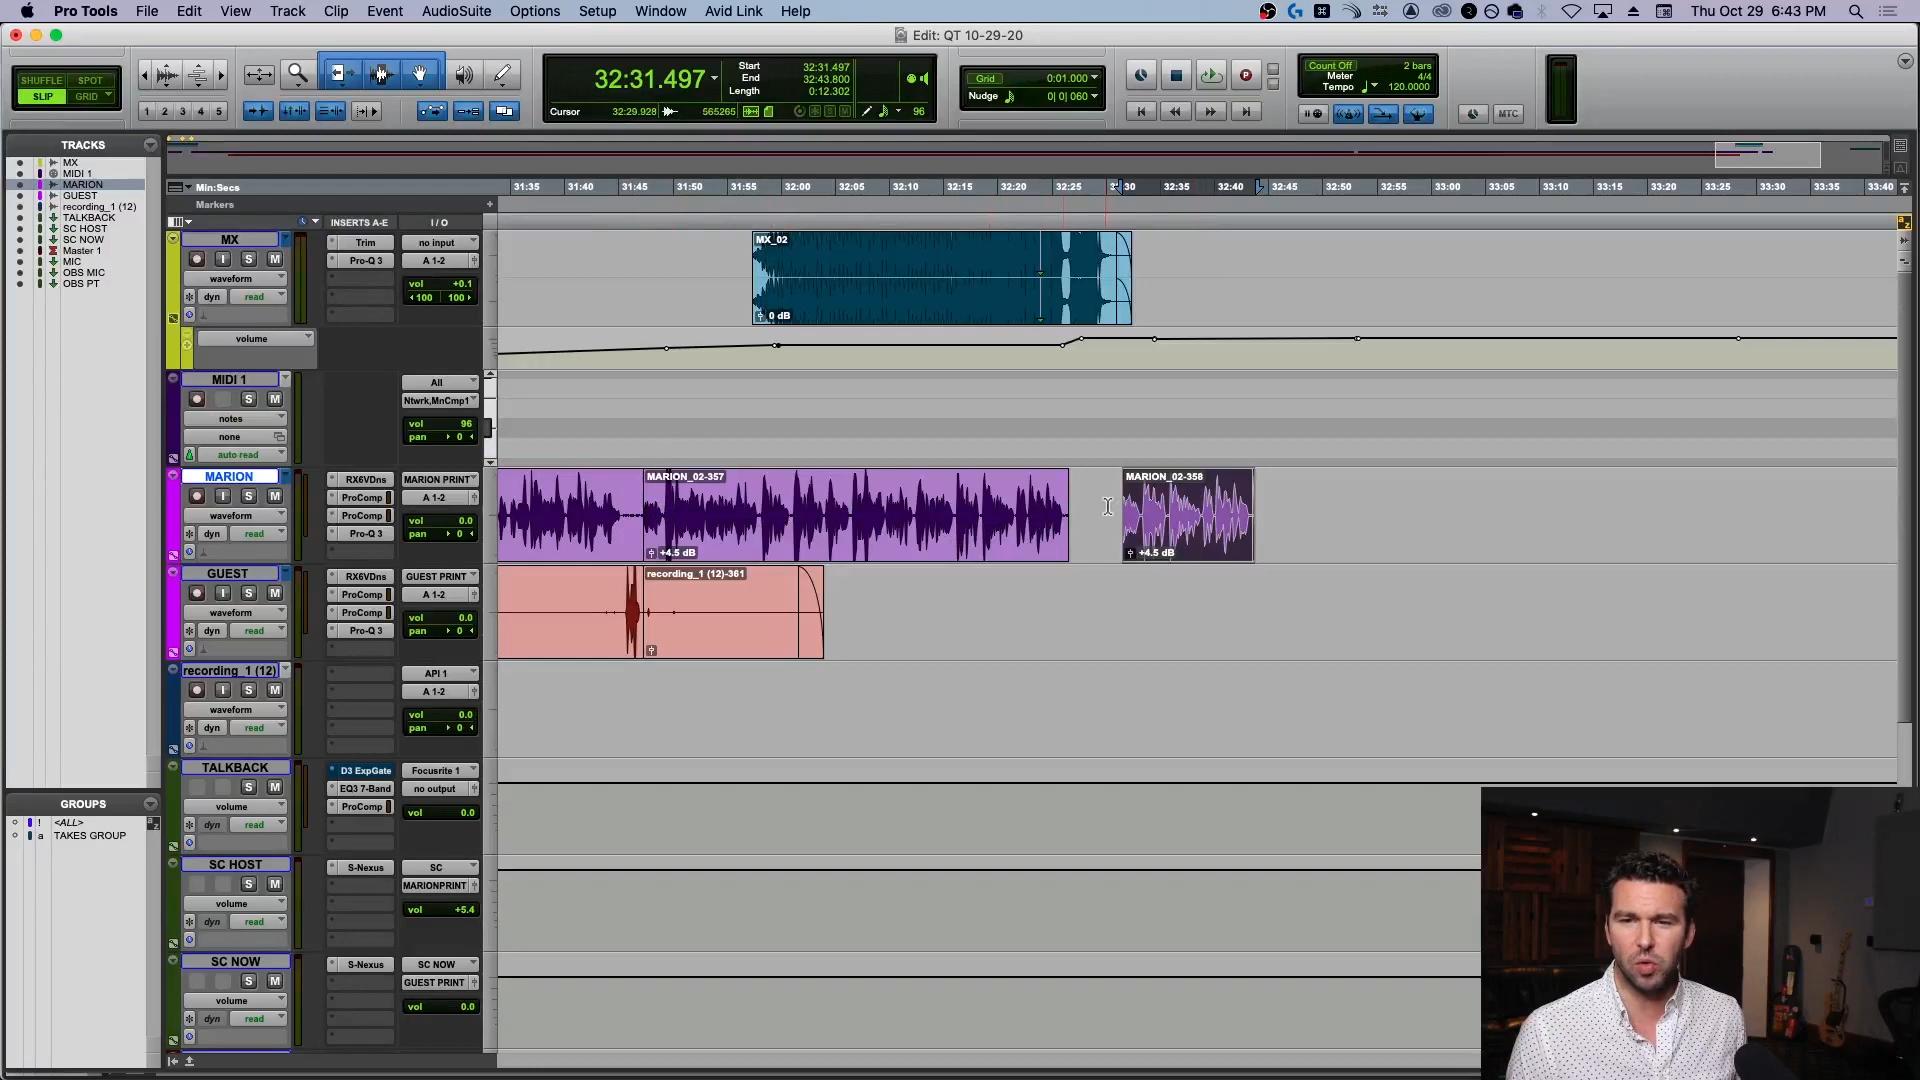 Pro Tools File Edit View Track Clip Event AudioSuite Options Setup Window Avid Link Help Thu Oct 29 6:43 PM
Edit: QT 10-29-20
SHUFFLE SPOT
SLIP GRID
1 2 3 4 5
32:31.497
Start 32:31.497
End 32:43.800
Length 0:12.302
Cursor 32:29.928 565265 96
Grid 0:01.000
Nudge 0| 0| 060
Count Off 2 bars
Meter 4/4
Tempo 120.0000
MTC
TRACKS
MX
MIDI 1
MARION
GUEST
recording_1 (12)
TALKBACK
SC HOST
SC NOW
Master 1
MIC
OBS MIC
OBS PT
GROUPS
! <ALL>
a TAKES GROUP
Min:Secs
31:35 31:40 31:45 31:50 31:55 32:00 32:05 32:10 32:15 32:20 32:25 32:35 32:40 32:45 32:50 32:55 33:00 33:05 33:10 33:15 33:20 33:25 33:30 33:35 33:40
Markers
INSERTS A-E I / O
MX Trim no input
I S M Pro-Q 3 A 1-2
waveform vol +0.1
dyn read 100 100
volume
MX_02
0 dB
MIDI 1 All
S M Ntwrk,MnCmp1
notes vol 96
none pan 0
auto read
MARION RX6VDns MARION PRINT
I S M ProComp A 1-2
waveform ProComp vol 0.0
dyn read Pro-Q 3 pan 0
MARION_02-357
+4.5 dB
MARION_02-358
+4.5 dB
GUEST RX6VDns GUEST PRINT
I S M ProComp A 1-2
waveform ProComp vol 0.0
dyn read Pro-Q 3 pan 0
recording_1 (12)-361
recording_1 (12) API 1
I S M A 1-2
waveform vol 0.0
dyn read pan 0
TALKBACK D3 ExpGate Focusrite 1
S M EQ3 7-Band no output
volume ProComp vol 0.0
dyn read
SC HOST S-Nexus SC
S M MARIONPRINT
volume vol +5.4
dyn read
SC NOW S-Nexus SC NOW
S M GUEST PRINT
volume vol 0.0
dyn read